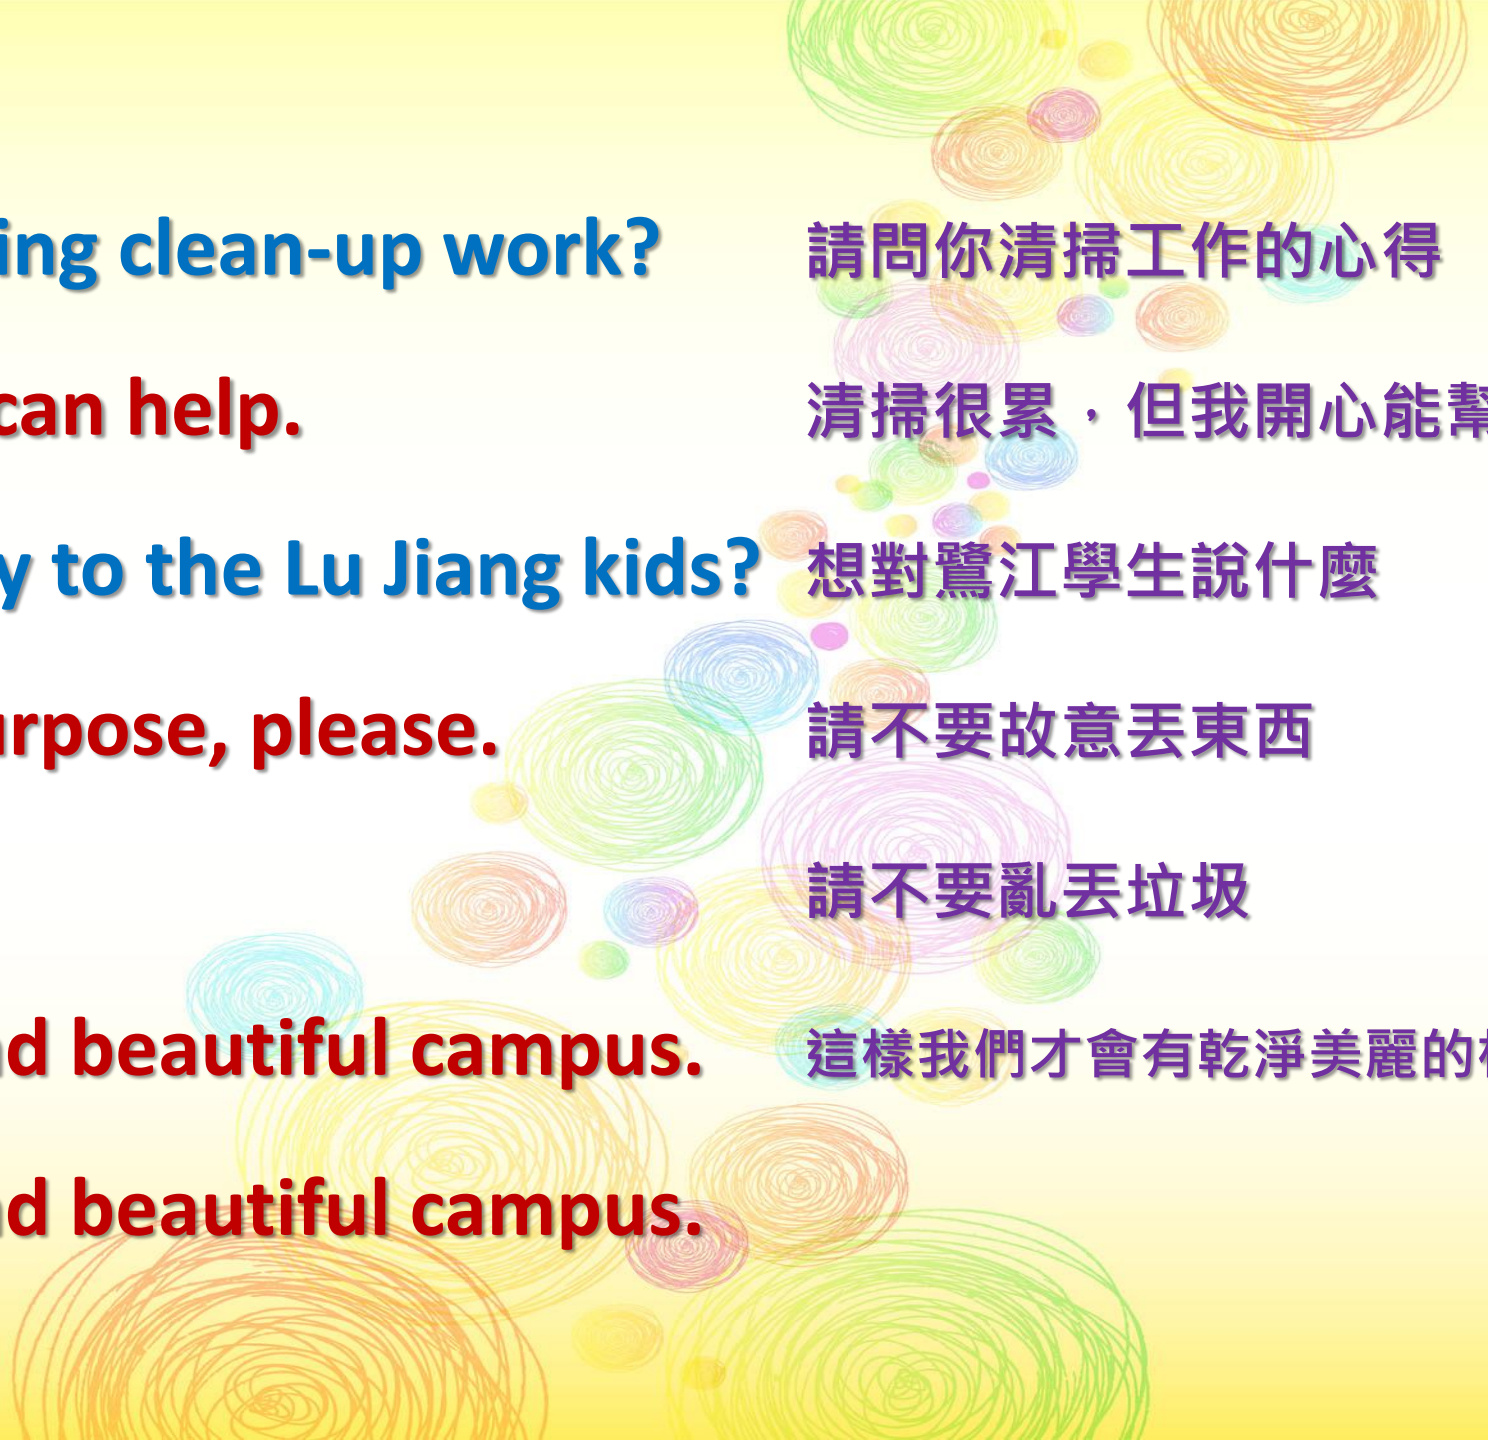 ing clean-up work? 請問你清掃工作的心得
can help. 清掃很累，但我開心能幫
y to the Lu Jiang kids? 想對鷺江學生說什麼
urpose, please. 請不要故意丟東西
請不要亂丟垃圾
nd beautiful campus. 這樣我們才會有乾淨美麗的
nd beautiful campus.